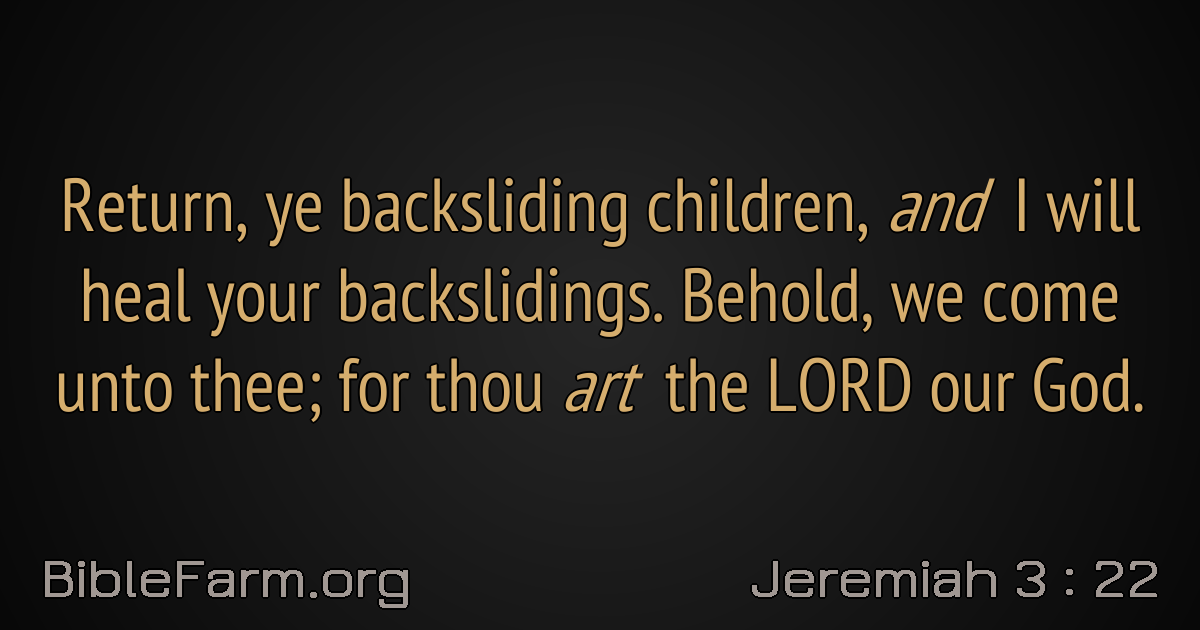 Return, ye backsliding children, and I will
heal your backslidings. Behold, we come
unto thee; for thou art the LORD our God.
BibleFarm.org
Jeremiah 3 : 22